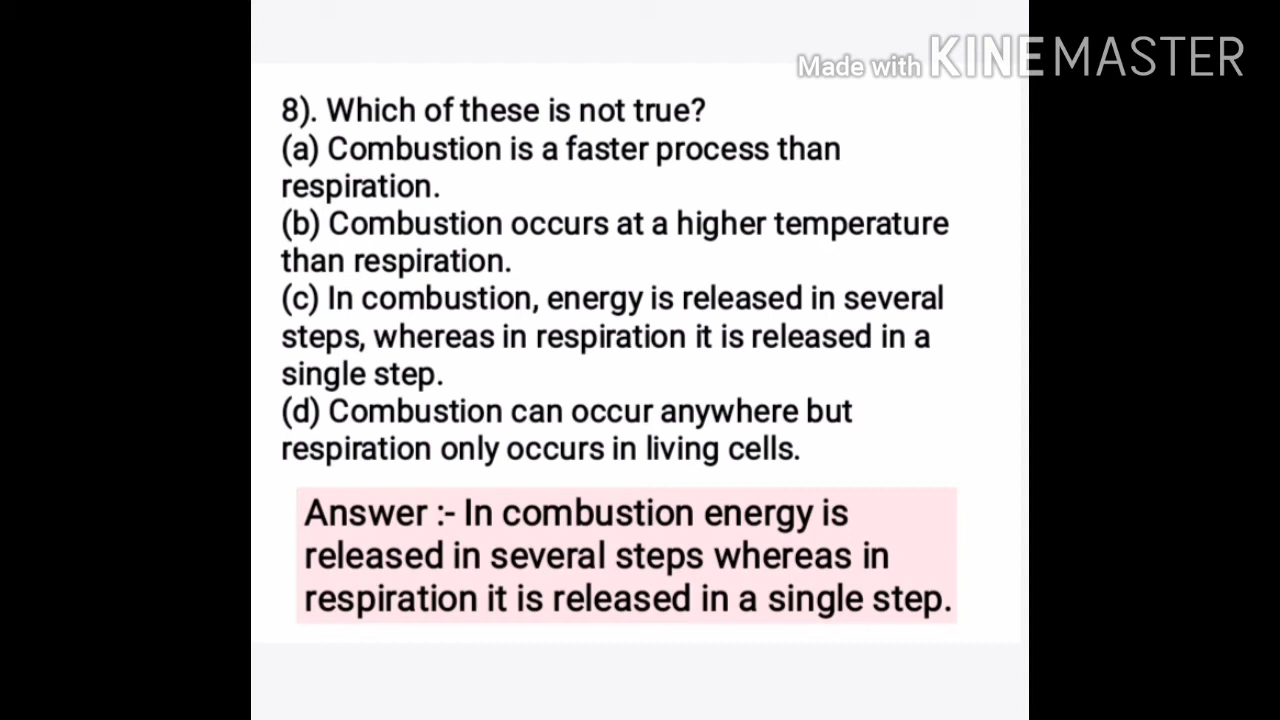 Made with KINEMASTER
8). Which of these is not true?
(a) Combustion is a faster process than
respiration.
(b) Combustion occurs at a higher temperature
than respiration.
(c) In combustion, energy is released in several
steps, whereas in respiration it is released in a
single step.
(d) Combustion can occur anywhere but
respiration only occurs in living cells.
Answer :- In combustion energy is
released in several steps whereas in
respiration it is released in a single step.